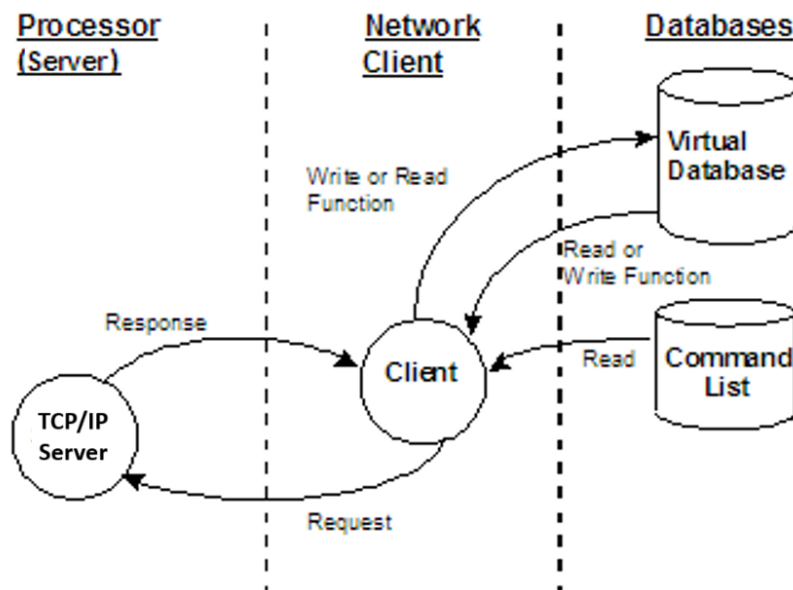 Processor
(Server)
Network
Client
Databases
Virtual
Database
Write or Read
Function
Read or
Write Function
Response
Client
Read
Command
List
TCP/IP
Server
Request